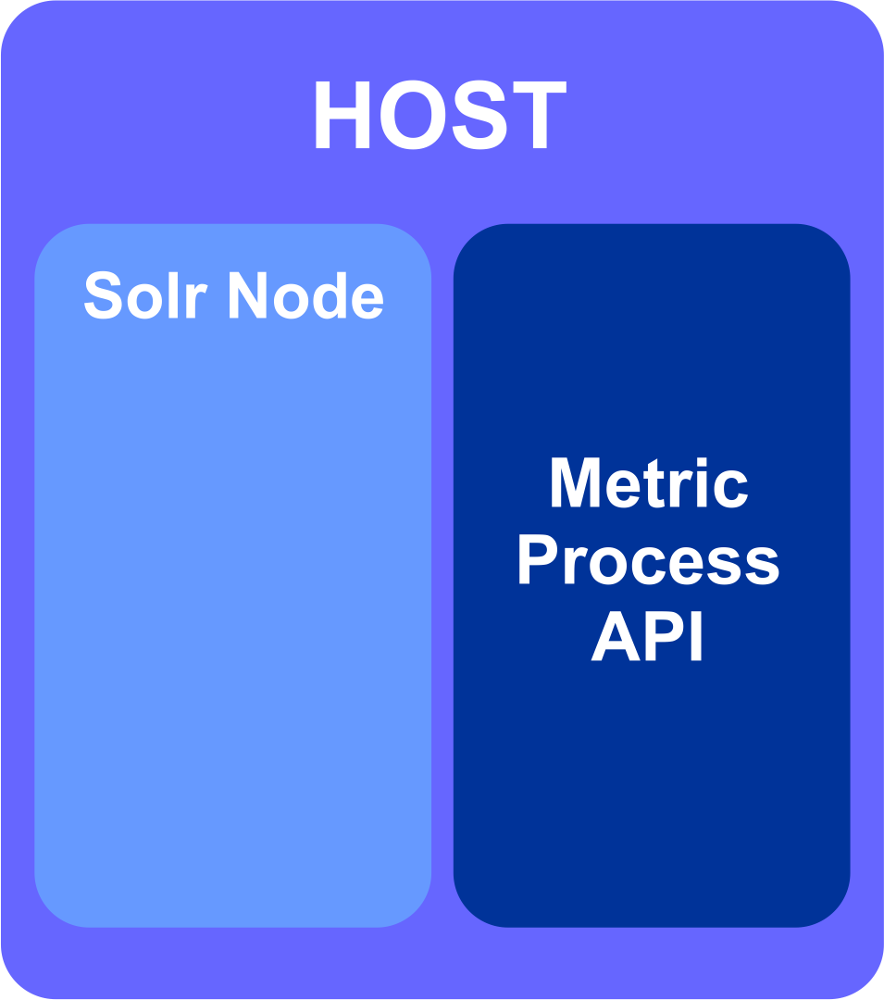 HOST
Solr Node
Metric
Process
API